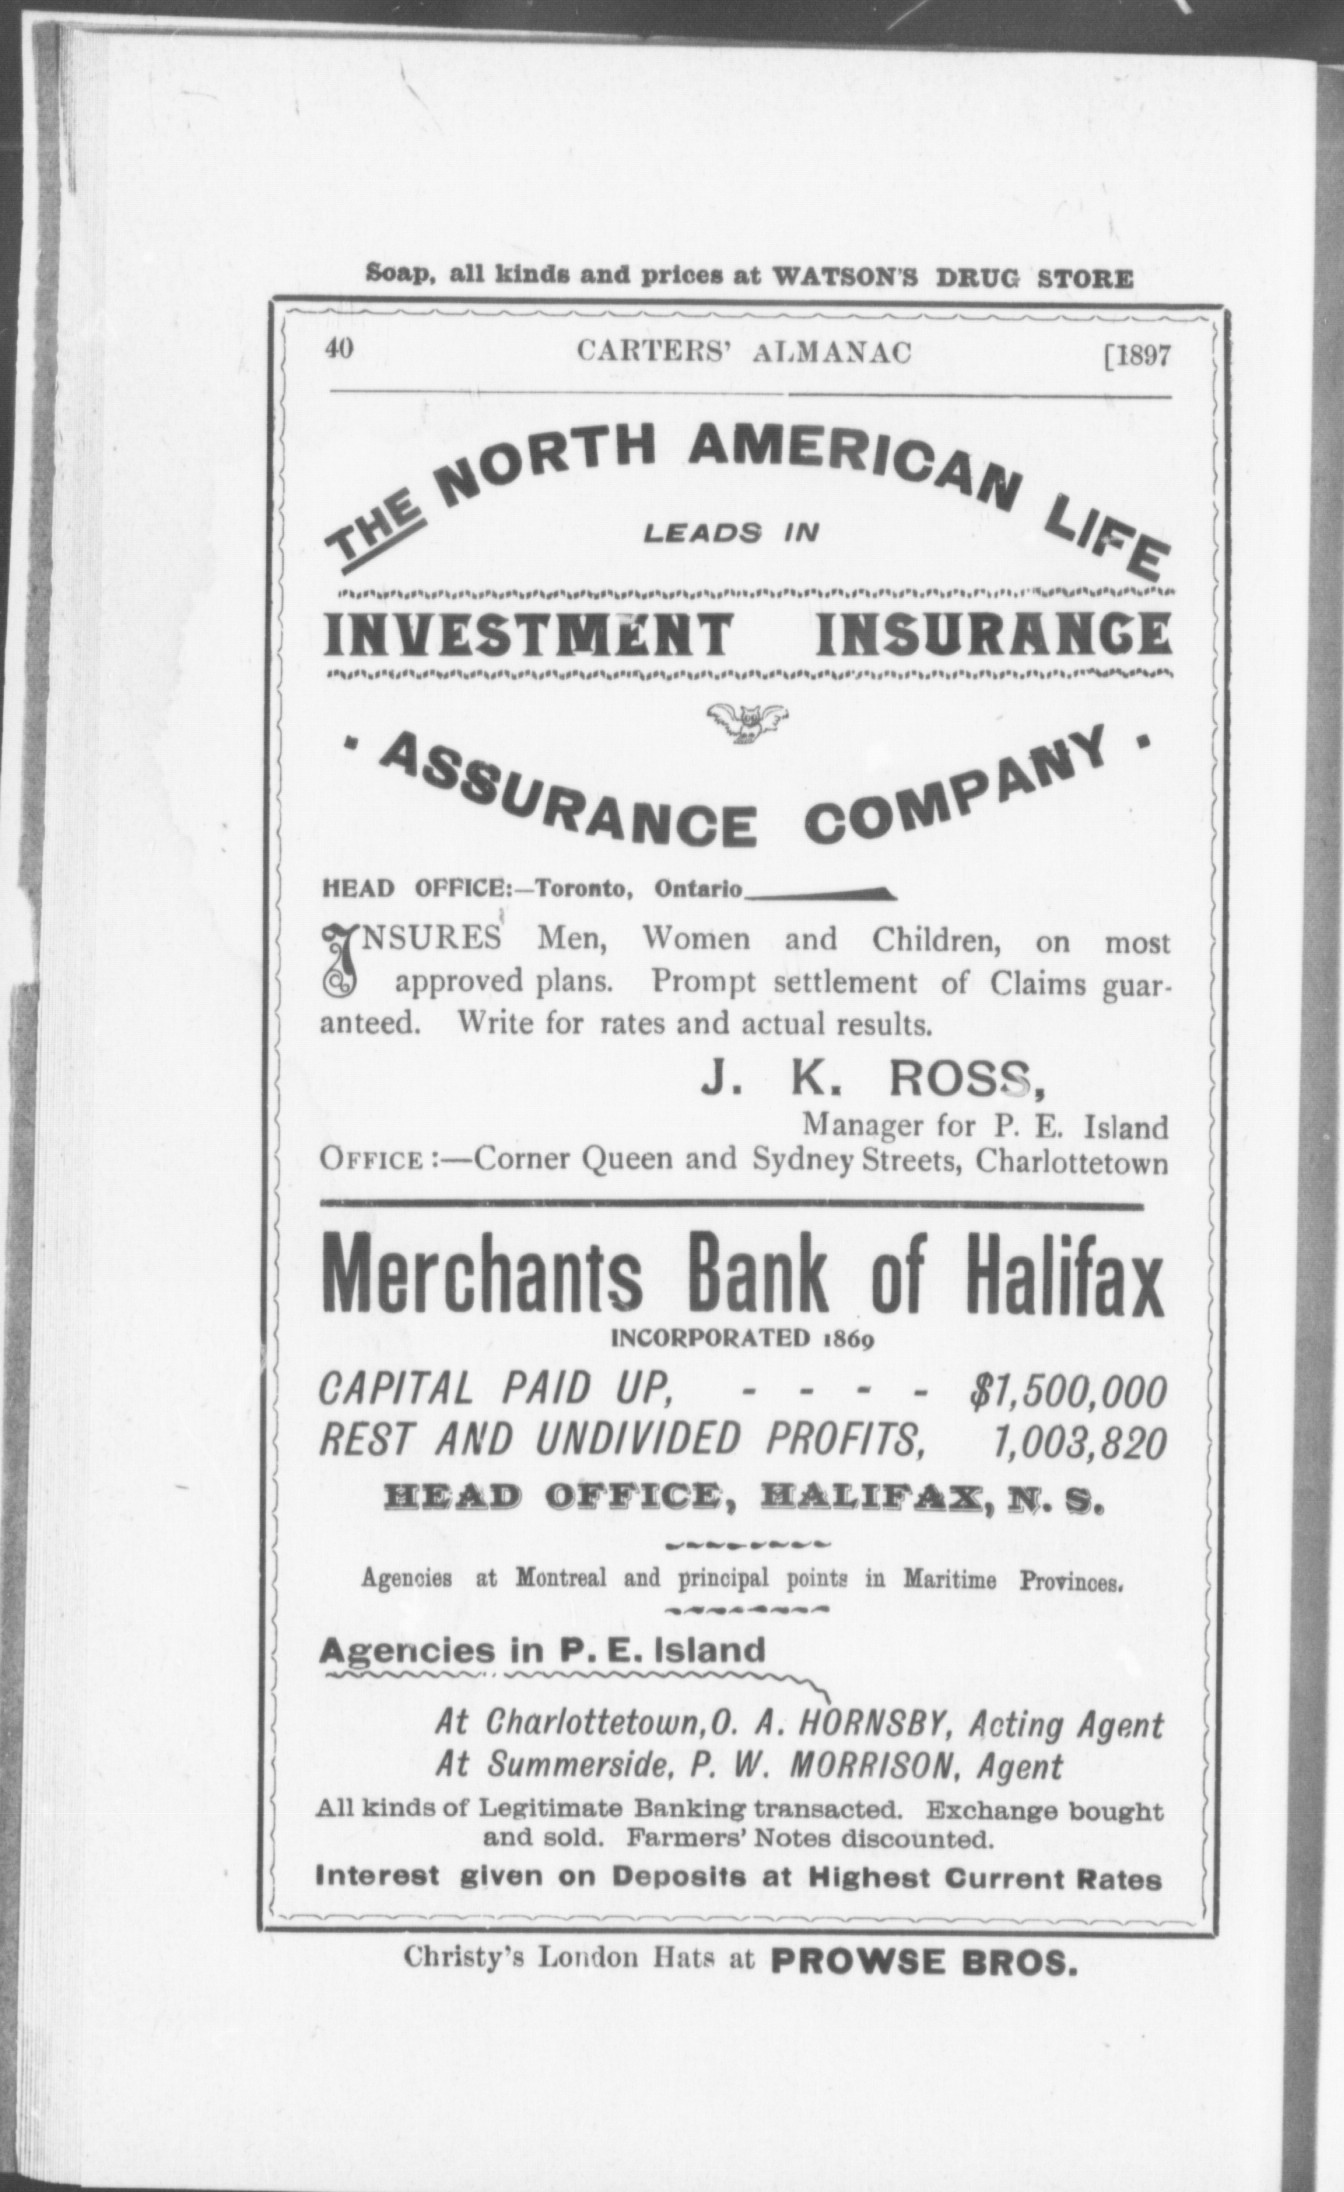 Soap, all kinds and prices at WATSON'S DRUG STORE
40 CARTERS' ALMANAC [1897
THE NORTH AMERICAN LIFE
LEADS IN
INVESTMENT INSURANCE
· ASSURANCE COMPANY ·
HEAD OFFICE:—Toronto, Ontario
INSURES Men, Women and Children, on most
approved plans. Prompt settlement of Claims guar-
anteed. Write for rates and actual results.
J. K. ROSS,
Manager for P. E. Island
OFFICE :—Corner Queen and Sydney Streets, Charlottetown
Merchants Bank of Halifax
INCORPORATED 1869
CAPITAL PAID UP, - - - - $1,500,000
REST AND UNDIVIDED PROFITS, 1,003,820
HEAD OFFICE, HALIFAX, N. S.
Agencies at Montreal and principal points in Maritime Provinces.
Agencies in P. E. Island
At Charlottetown, O. A. HORNSBY, Acting Agent
At Summerside, P. W. MORRISON, Agent
All kinds of Legitimate Banking transacted. Exchange bought
and sold. Farmers' Notes discounted.
Interest given on Deposits at Highest Current Rates
Christy's London Hats at PROWSE BROS.